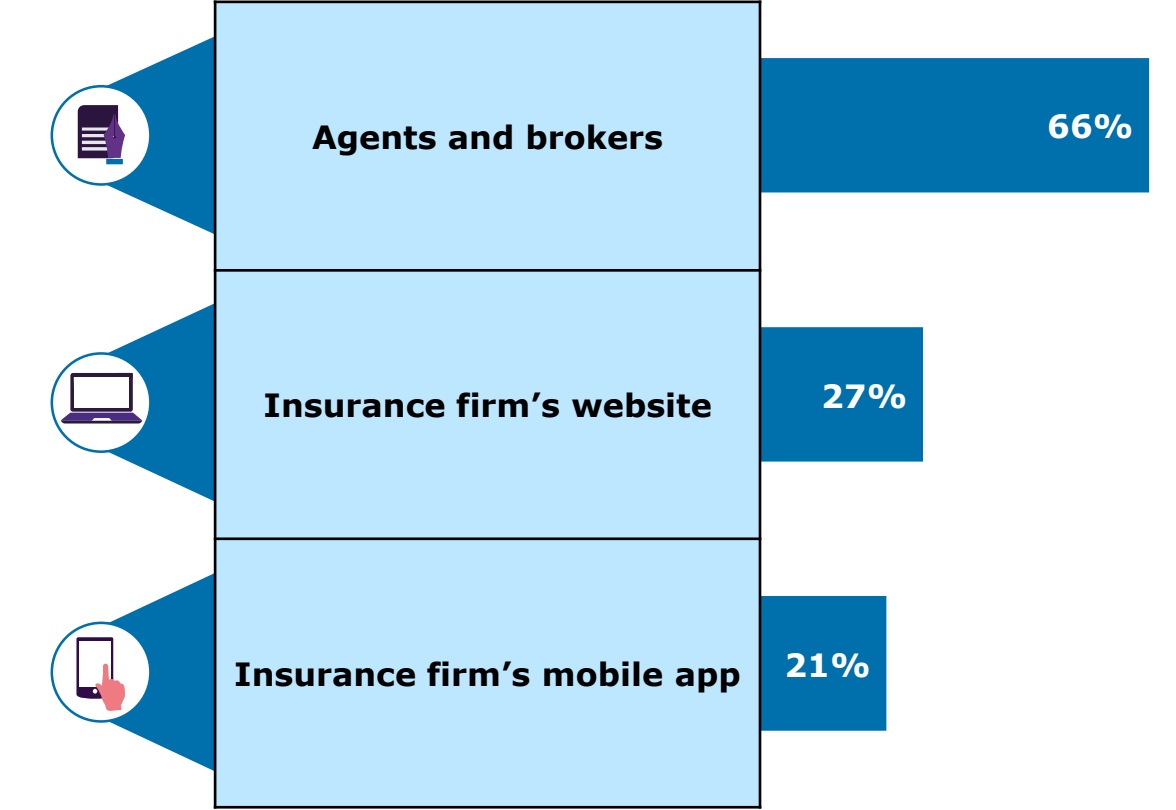 Agents and brokers
66%
Insurance firm’s website
27%
Insurance firm’s mobile app
21%